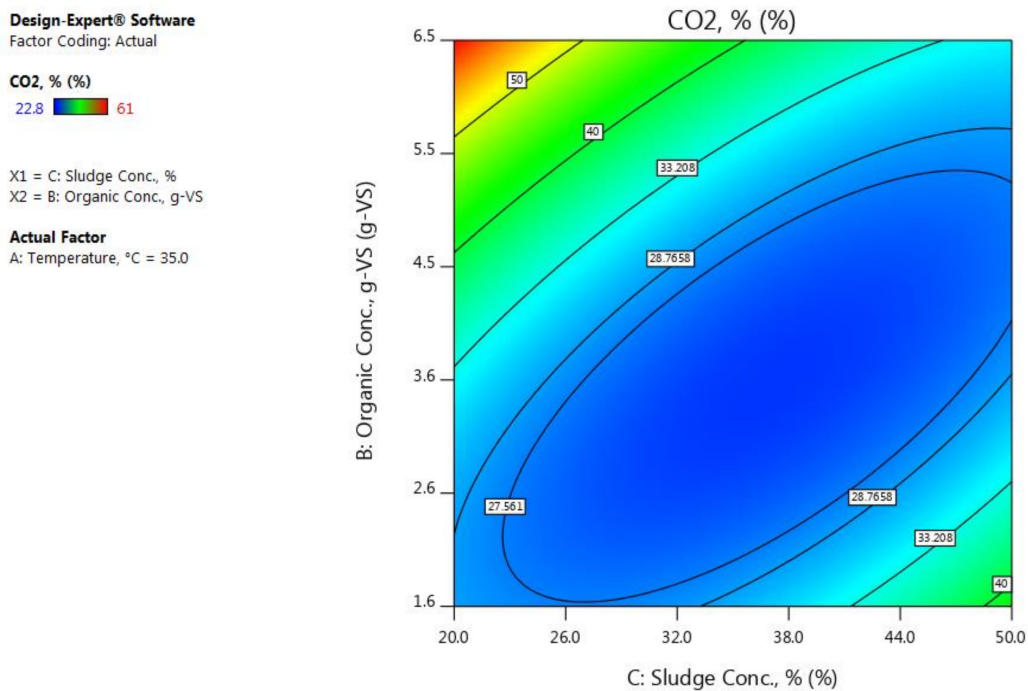 Design-Expert® Software
Factor Coding: Actual
CO2, % (%)
22.8 61
X1 = C: Sludge Conc., %
X2 = B: Organic Conc., g-VS
Actual Factor
A: Temperature, °C = 35.0
CO2, % (%)
6.5
5.5
4.5
3.6
2.6
1.6
B: Organic Conc., g-VS (g-VS)
50
40
33.208
28.7658
27.561
28.7658
33.208
40
20.0 26.0 32.0 38.0 44.0 50.0
C: Sludge Conc., % (%)